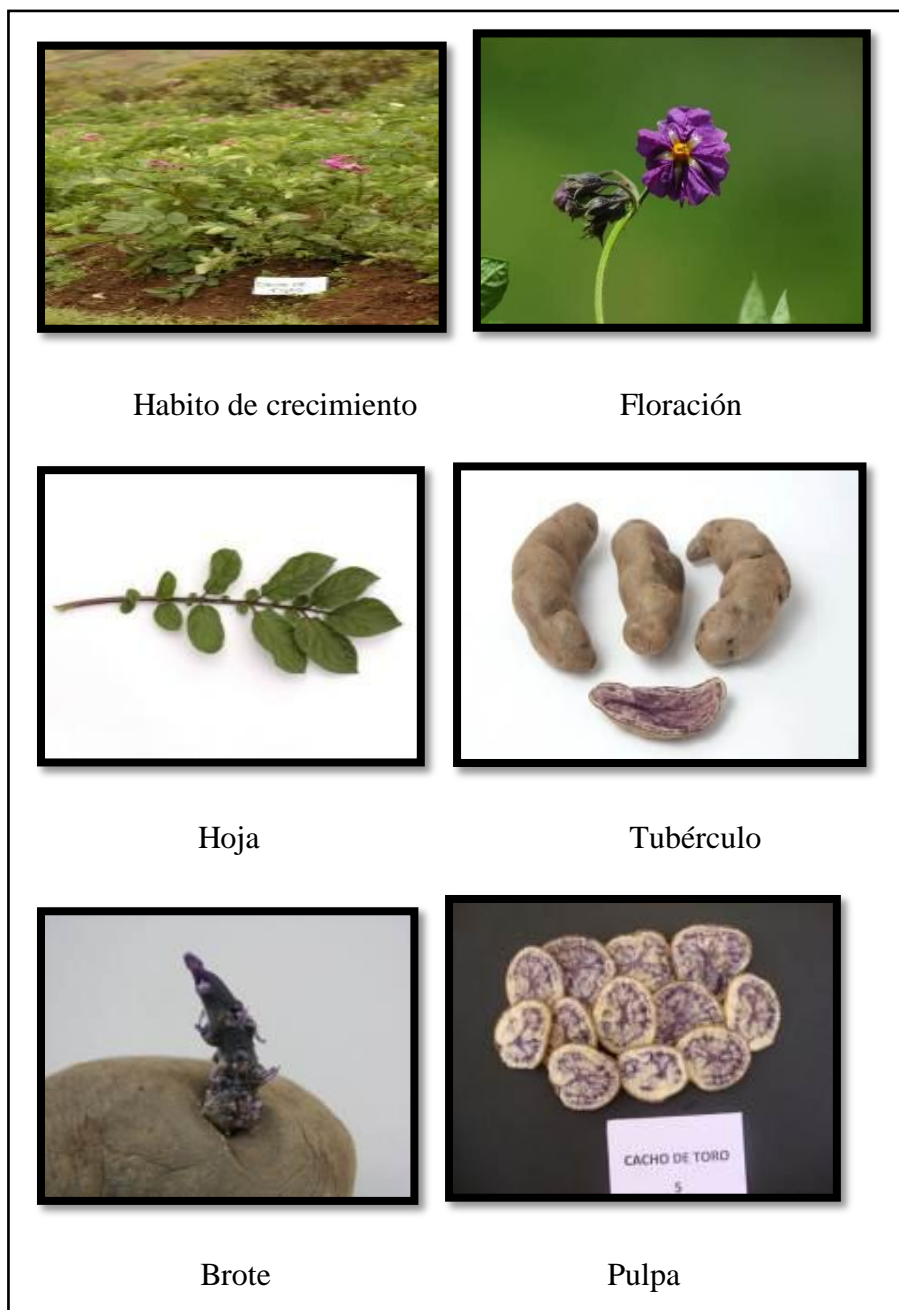 Habito de crecimiento
Floración
Hoja
Tubérculo
CACHO DE TORO
5
Brote
Pulpa